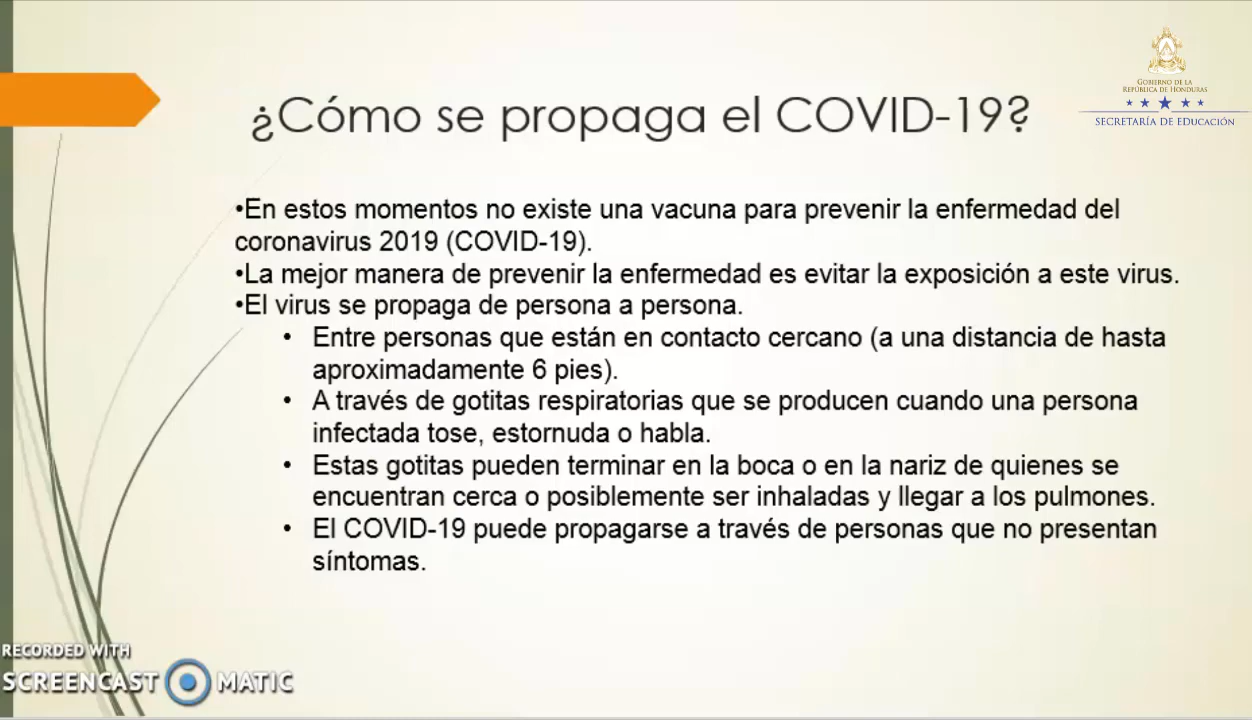 GOBIERNO DE LA
REPÚBLICA DE HONDURAS
SECRETARÍA DE EDUCACIÓN
¿Cómo se propaga el COVID-19?
•En estos momentos no existe una vacuna para prevenir la enfermedad del
coronavirus 2019 (COVID-19).
•La mejor manera de prevenir la enfermedad es evitar la exposición a este virus.
•El virus se propaga de persona a persona.
• Entre personas que están en contacto cercano (a una distancia de hasta
aproximadamente 6 pies).
• A través de gotitas respiratorias que se producen cuando una persona
infectada tose, estornuda o habla.
• Estas gotitas pueden terminar en la boca o en la nariz de quienes se
encuentran cerca o posiblemente ser inhaladas y llegar a los pulmones.
• El COVID-19 puede propagarse a través de personas que no presentan
síntomas.
RECORDED WITH
SCREENCAST MATIC